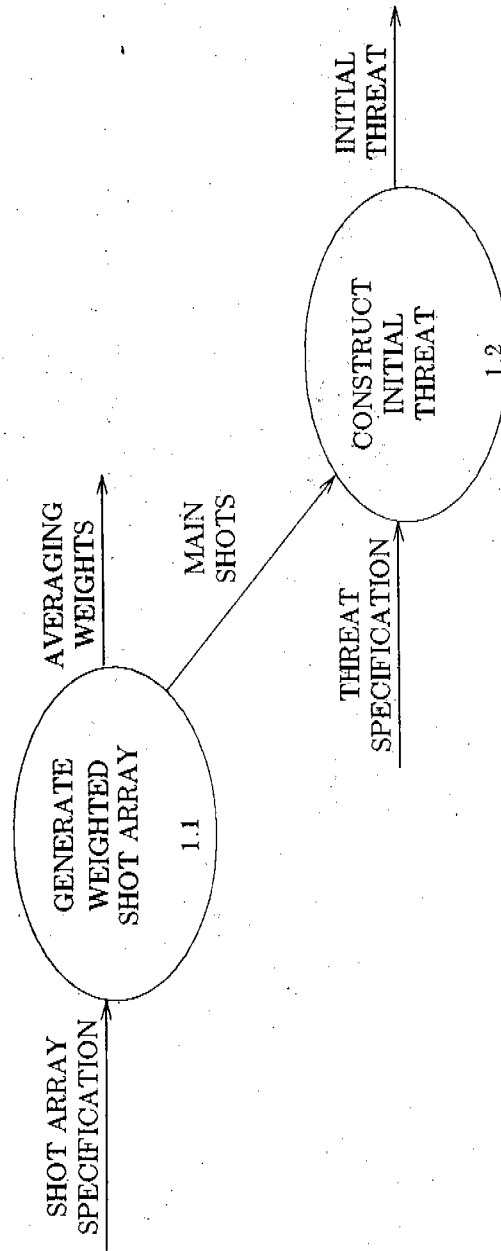 SHOT ARRAY
SPECIFICATION
GENERATE
WEIGHTED
SHOT ARRAY
1.1
AVERAGING
WEIGHTS
MAIN
SHOTS
THREAT
SPECIFICATION
CONSTRUCT
INITIAL
THREAT
1.2
INITIAL
THREAT